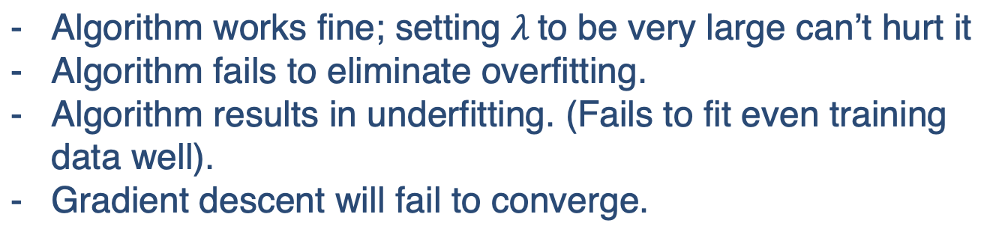 - Algorithm works fine; setting λ to be very large can’t hurt it
- Algorithm fails to eliminate overfitting.
- Algorithm results in underfitting. (Fails to fit even training
data well).
- Gradient descent will fail to converge.